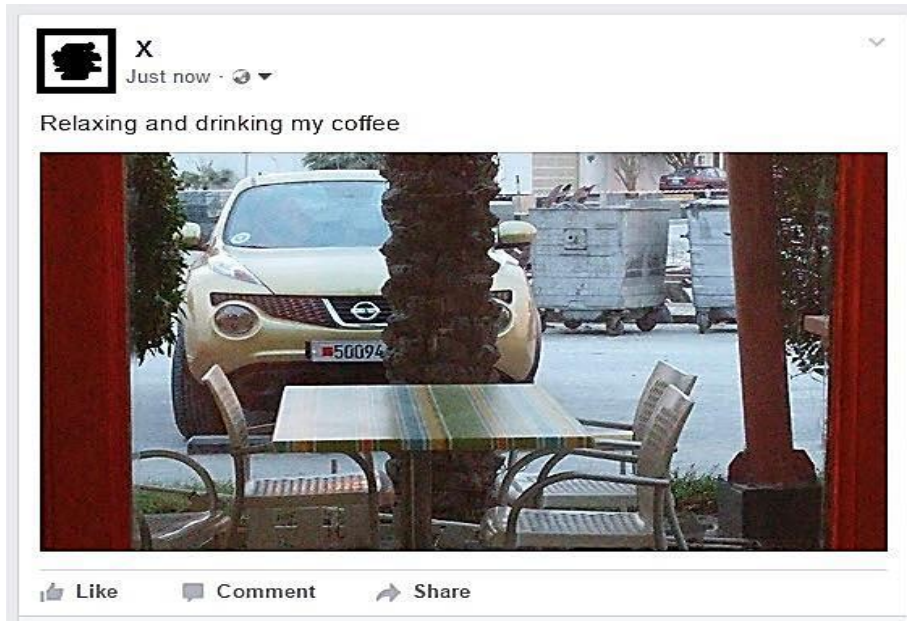 X
Just now ·
Relaxing and drinking my coffee
50094
Like
Comment
Share